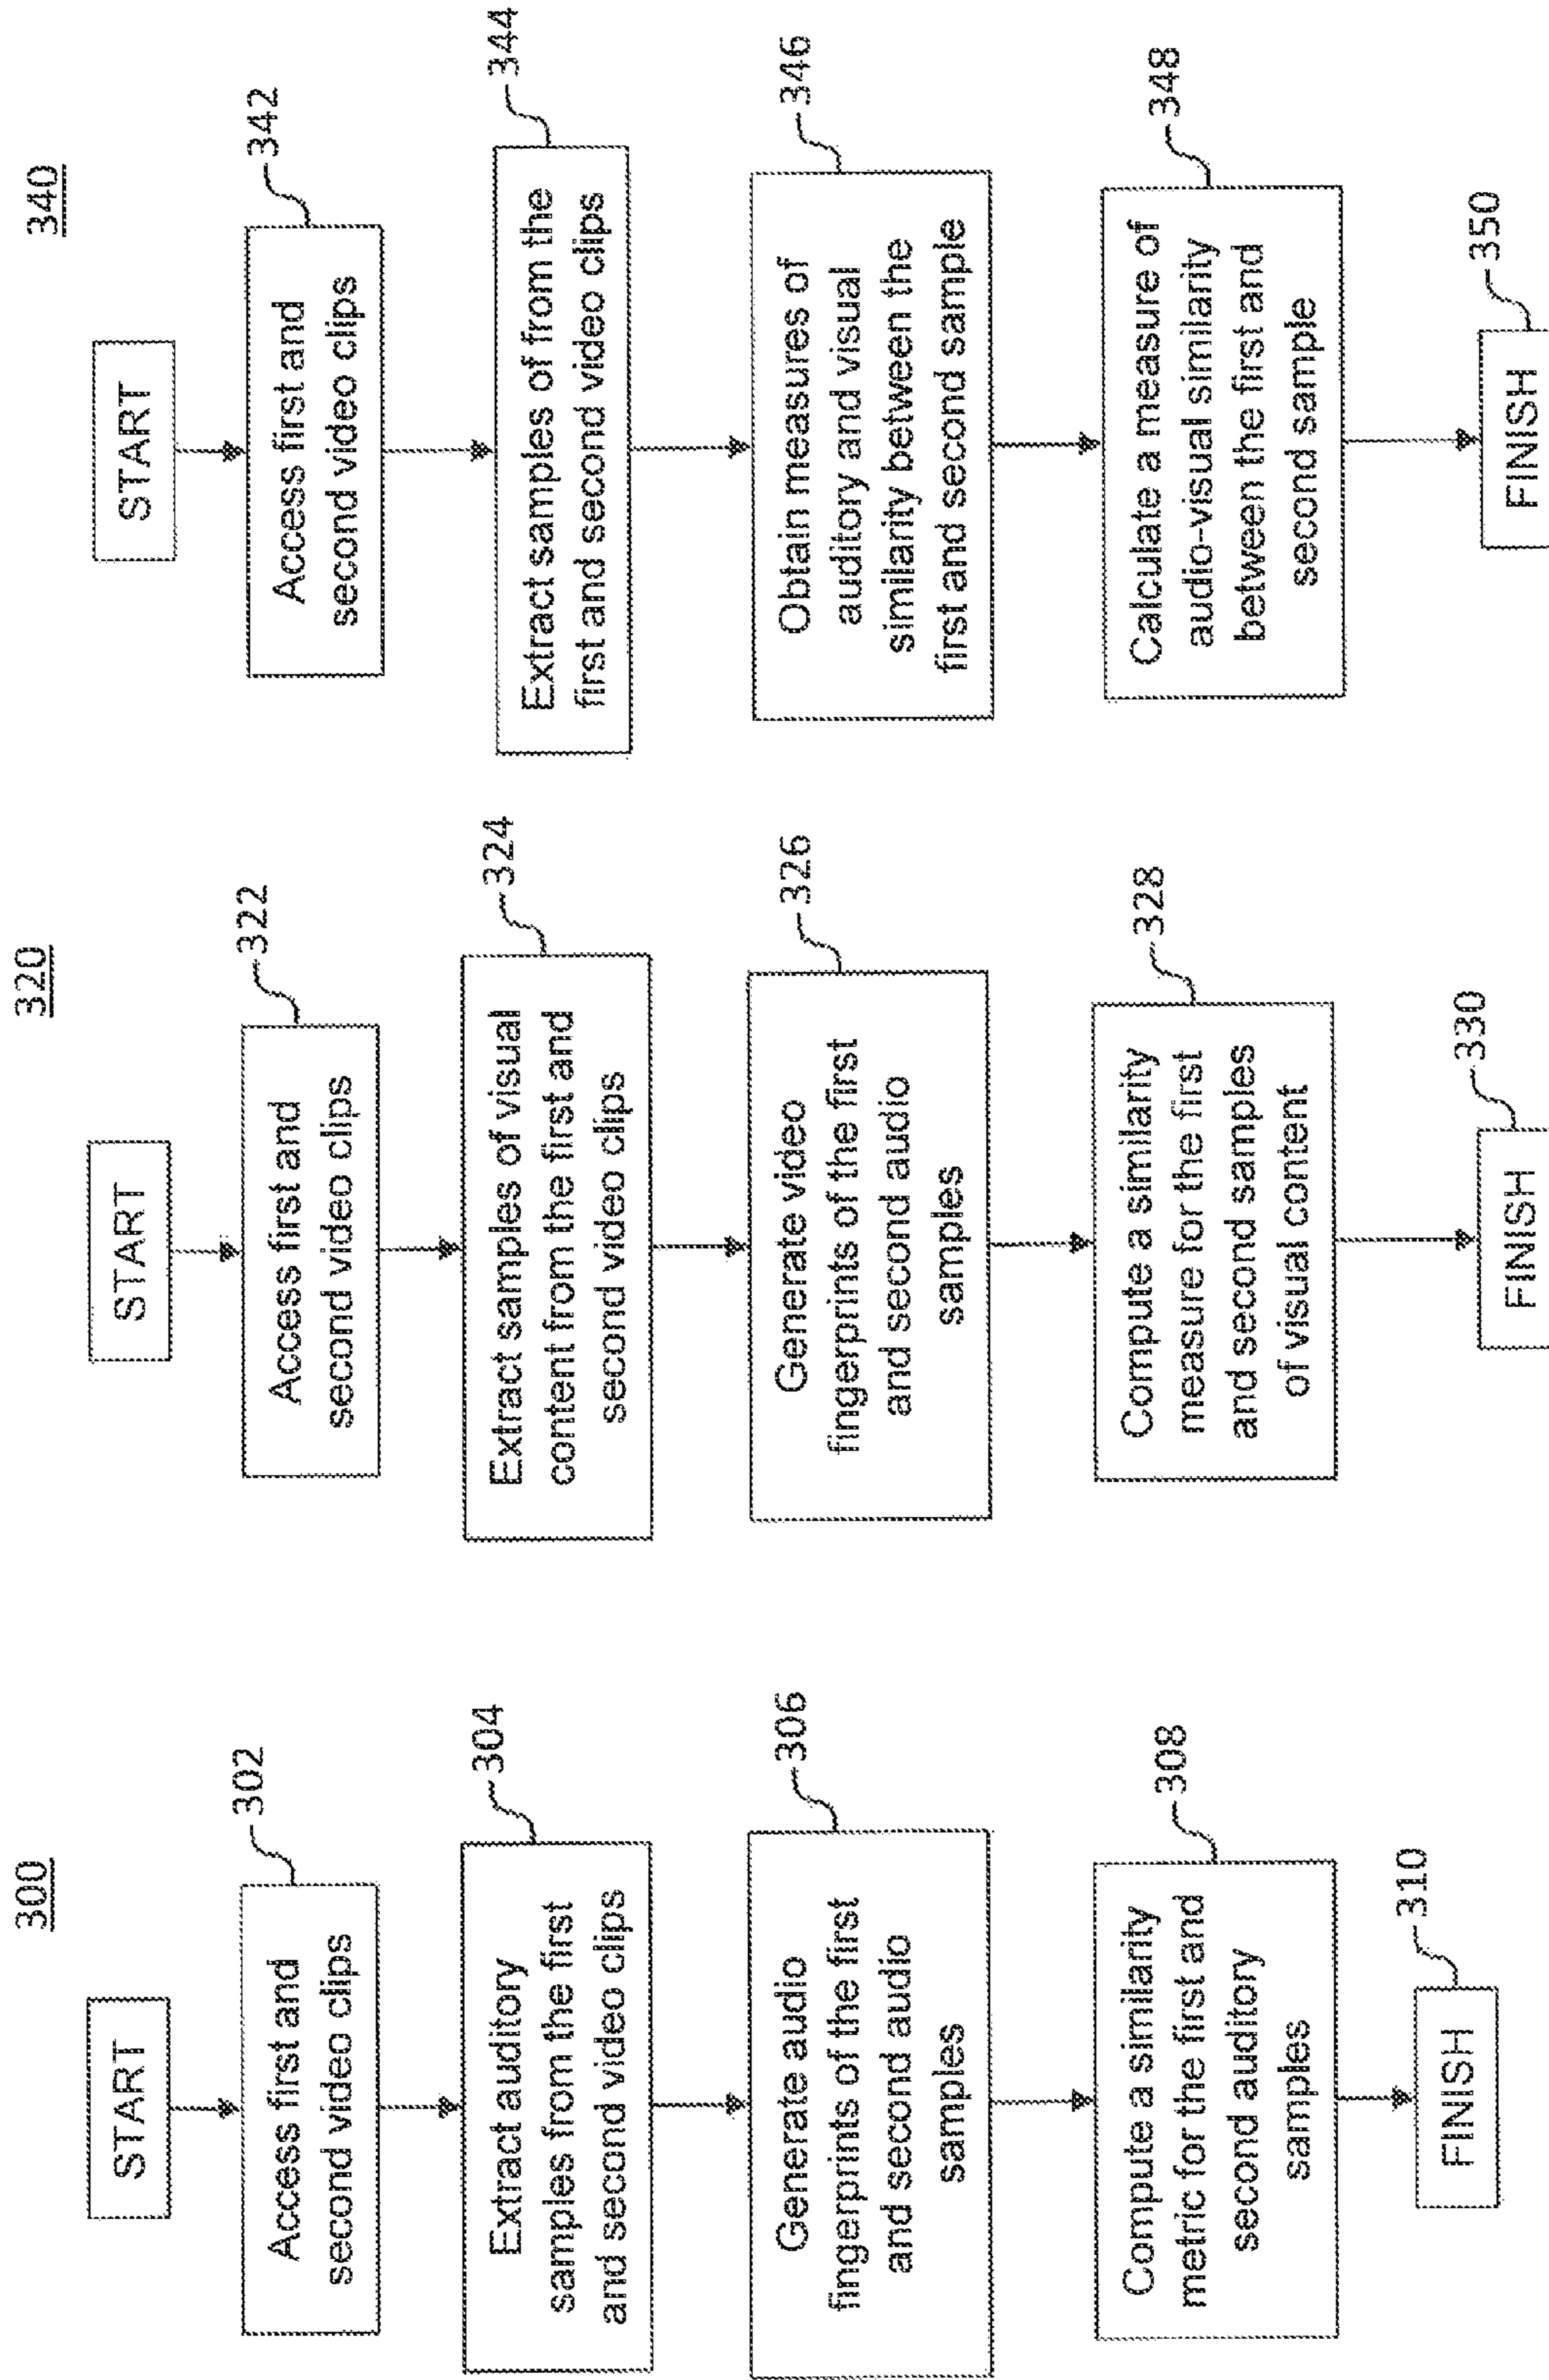 300
START
302
Access first and
second video clips
304
Extract auditory
samples from the first
and second video clips
306
Generate audio
fingerprints of the first
and second audio
samples
308
Compute a similarity
metric for the first and
second auditory
samples
310
FINISH
320
START
322
Access first and
second video clips
324
Extract samples of visual
content from the first and
second video clips
326
Generate video
fingerprints of the first
and second audio
samples
328
Compute a similarity
measure for the first
and second samples
of visual content
330
FINISH
340
START
342
Access first and
second video clips
344
Extract samples of from the
first and second video clips
346
Obtain measures of
auditory and visual
similarity between the
first and second sample
348
Calculate a measure of
audio-visual similarity
between the first and
second sample
350
FINISH